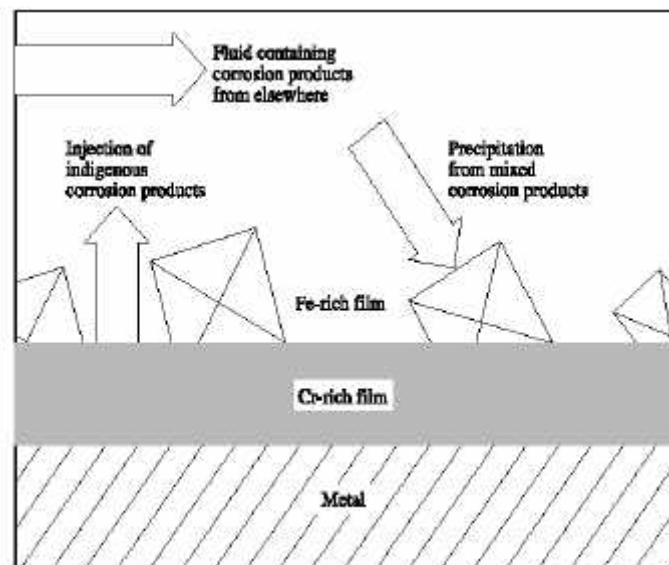 Fluid containing
corrosion products
from elsewhere
Injection of
indigenous
corrosion products
Precipitation
from mixed
corrosion products
Fe-rich film
Cr-rich film
Metal